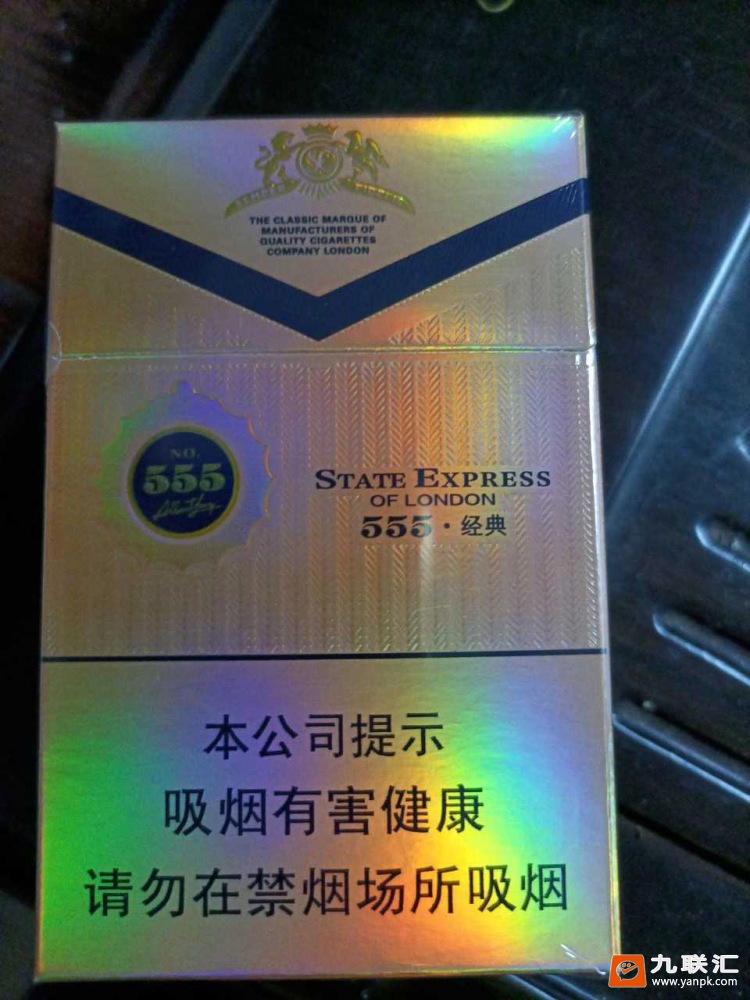 THE CLASSIC MARQUE OF
MANUFACTURERS OF
QUALITY CIGARETTES
COMPANY LONDON
NO.
555
STATE EXPRESS
OF LONDON
555·经典
本公司提示
吸烟有害健康
请勿在禁烟场所吸烟
九联汇
www.yanpk.com